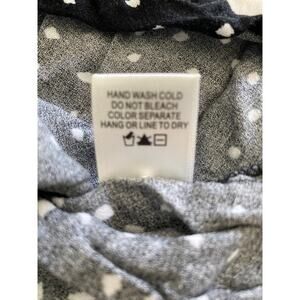 HAND WASH COLD
DO NOT BLEACH
COLOR SEPARATE
HANG OR LINE TO DRY